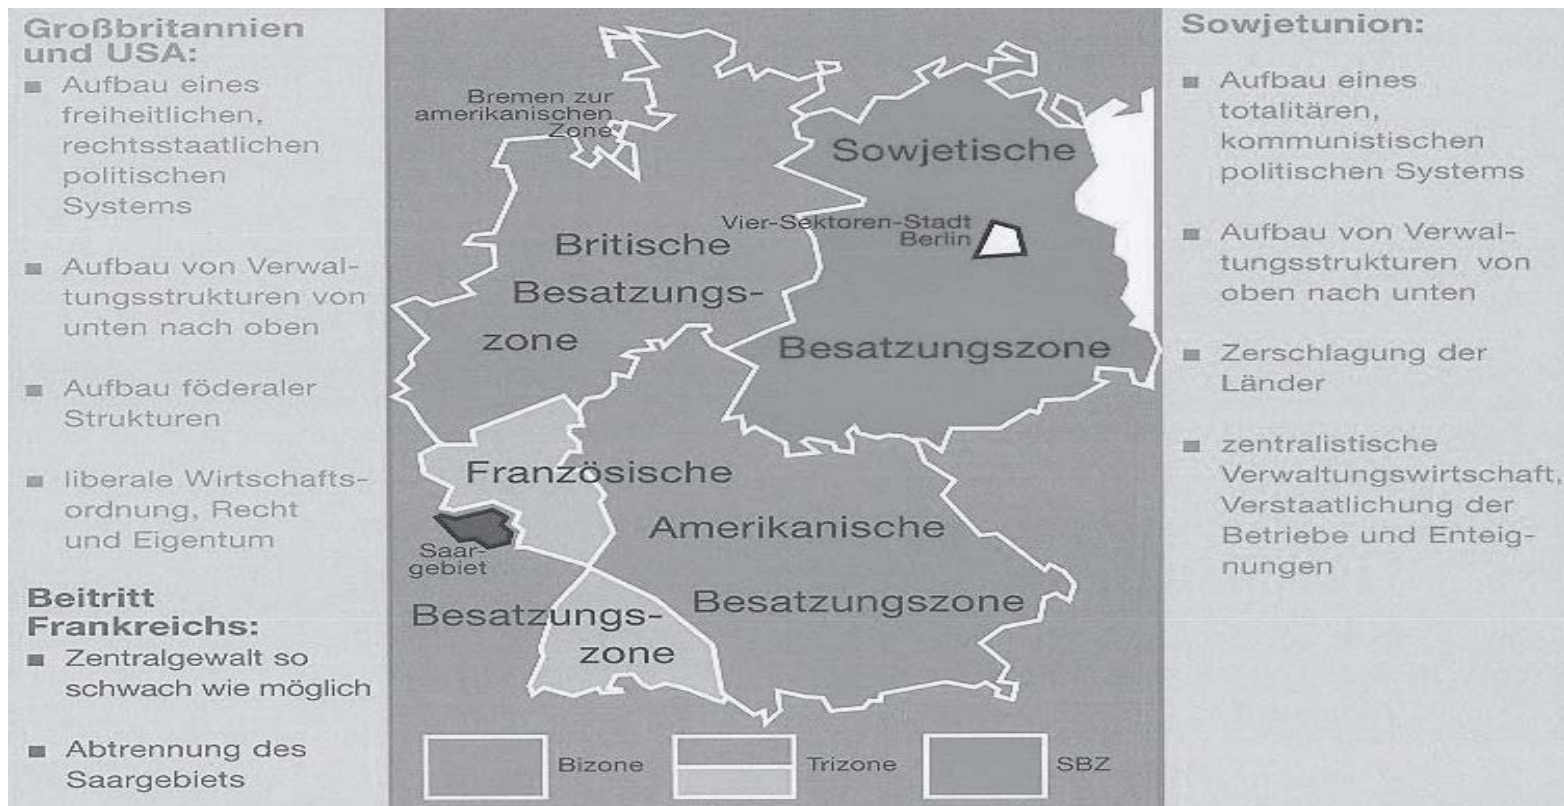 Großbritannien
und USA:
■ Aufbau eines
freiheitlichen,
rechtsstaatlichen
politischen
Systems
■ Aufbau von Verwal-
tungsstrukturen von
unten nach oben
■ Aufbau föderaler
Strukturen
■ liberale Wirtschafts-
ordnung, Recht
und Eigentum
Beitritt
Frankreichs:
■ Zentralgewalt so
schwach wie möglich
■ Abtrennung des
Saargebiets
Bremen zur
amerikanischen
Zone
Sowjetische
Vier-Sektoren-Stadt
Berlin
Britische
Besatzungs-
zone
Besatzungszone
Französische
Saar-
gebiet
Amerikanische
Besatzungszone
Besatzungs-
zone
Bizone
Trizone
SBZ
Sowjetunion:
■ Aufbau eines
totalitären,
kommunistischen
politischen Systems
■ Aufbau von Verwal-
tungsstrukturen von
oben nach unten
■ Zerschlagung der
Länder
■ zentralistische
Verwaltungswirtschaft,
Verstaatlichung der
Betriebe und Enteig-
nungen